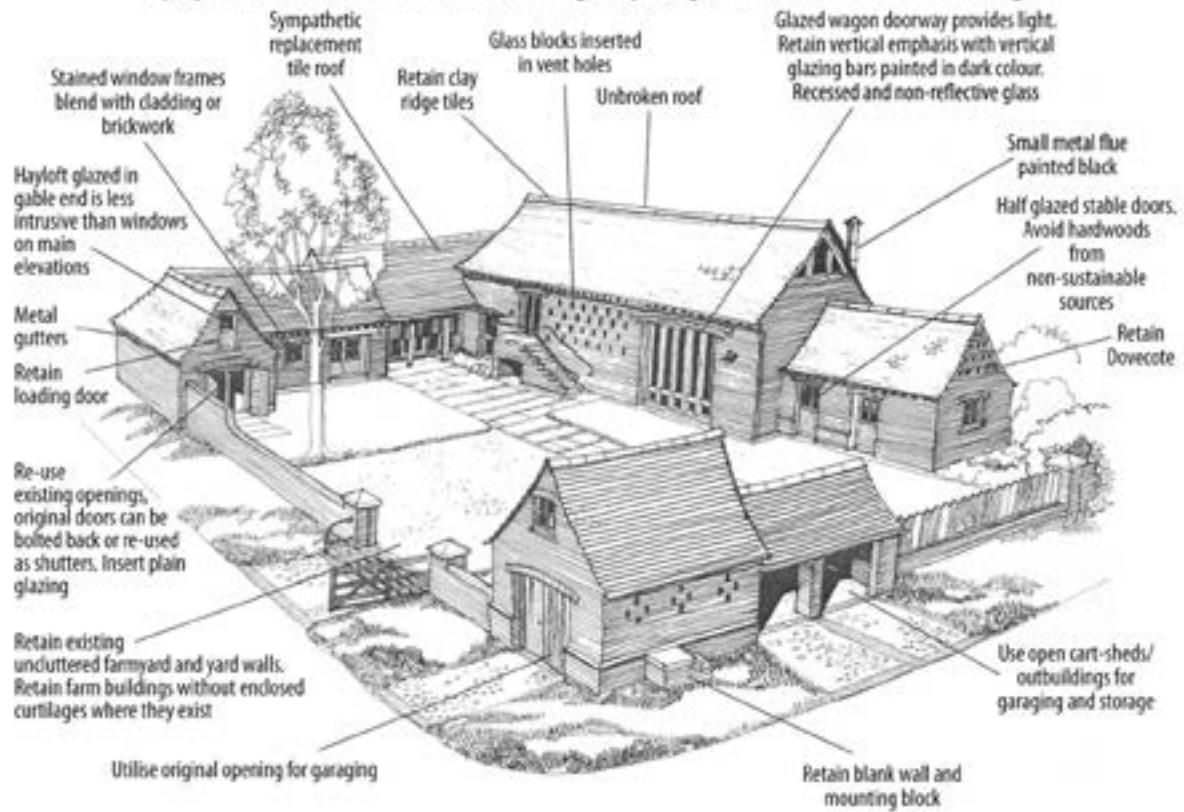 Sympathetic
replacement
tile roof
Glass blocks inserted
in vent holes
Glazed wagon doorway provides light.
Retain vertical emphasis with vertical
glazing bars painted in dark colour.
Recessed and non-reflective glass
Stained window frames
blend with cladding or
brickwork
Retain clay
ridge tiles
Unbroken roof
Small metal flue
painted black
Hayloft glazed in
gable end is less
intrusive than windows
on main
elevations
Half glazed stable doors.
Avoid hardwoods
from
non-sustainable
sources
Metal
gutters
Retain
Dovecote
Retain
loading door
Re-use
existing openings,
original doors can be
bolted back or re-used
as shutters. Insert plain
glazing
Retain existing
uncluttered farmyard and yard walls.
Retain farm buildings without enclosed
curtilages where they exist
Use open cart-sheds/
outbuildings for
garaging and storage
Utilise original opening for garaging
Retain blank wall and
mounting block